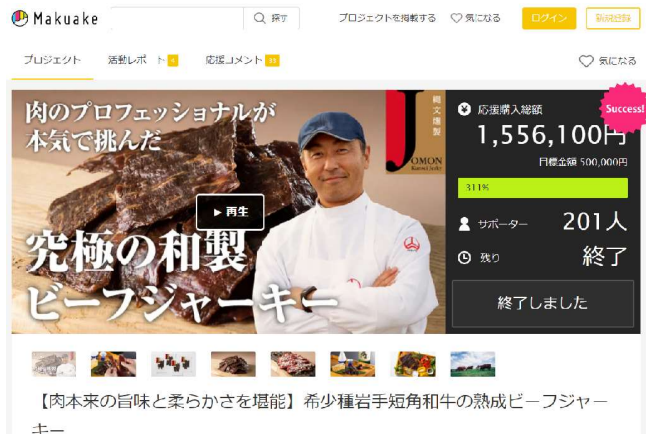 Makuake
探す
プロジェクトを掲載する
気になる
ログイン
新規登録
プロジェクト
活動レポート 4
応援コメント
気になる
肉のプロフェッショナルが
本気で挑んだ
究極の和製
ビーフジャーキー
再生
縄文燻製
JOMON
応援購入総額
Success!
1,556,100円
目標金額 500,000円
311%
サポーター
201人
残り
終了
終了しました
【肉本来の旨味と柔らかさを堪能】希少種岩手短角和牛の熟成ビーフジャー
キー